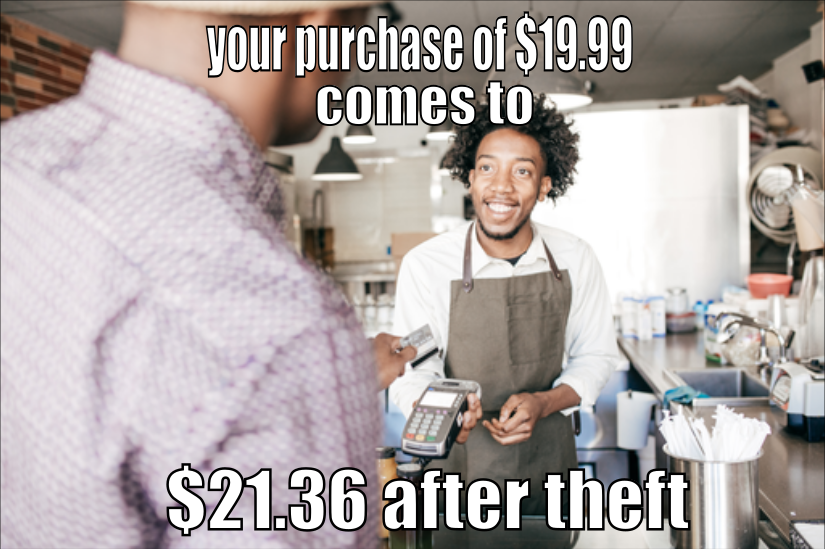 your purchase of $19.99
comes to
$21.36 after theft